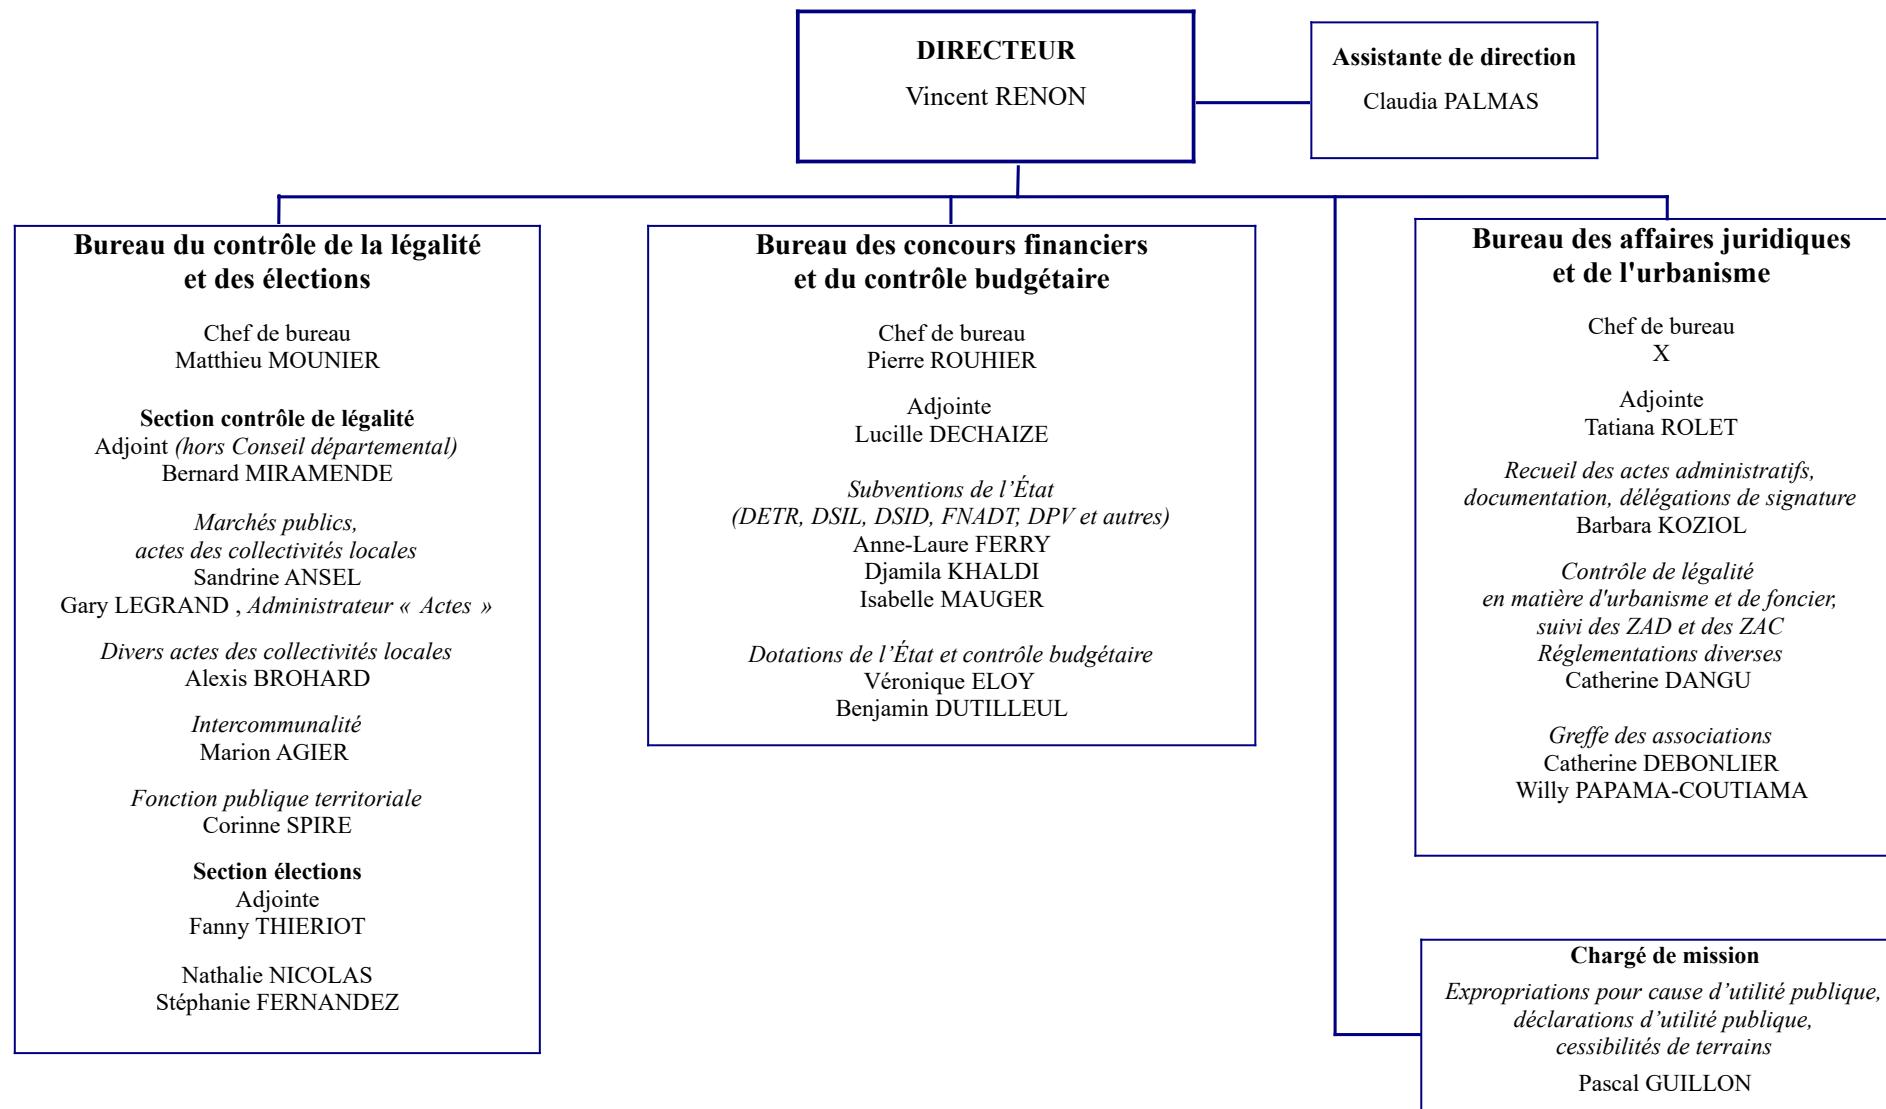 DIRECTEUR
Vincent RENON
Assistante de direction
Claudia PALMAS
Bureau du contrôle de la légalité
et des élections
Chef de bureau
Matthieu MOUNIER
Section contrôle de légalité
Adjoint (hors Conseil départemental)
Bernard MIRAMENDE
Marchés publics,
actes des collectivités locales
Sandrine ANSEL
Gary LEGRAND , Administrateur « Actes »
Divers actes des collectivités locales
Alexis BROHARD
Intercommunalité
Marion AGIER
Fonction publique territoriale
Corinne SPIRE
Section élections
Adjointe
Fanny THIERIOT
Nathalie NICOLAS
Stéphanie FERNANDEZ
Bureau des concours financiers
et du contrôle budgétaire
Chef de bureau
Pierre ROUHIER
Adjointe
Lucille DECHAIZE
Subventions de l’État
(DETR, DSIL, DSID, FNADT, DPV et autres)
Anne-Laure FERRY
Djamila KHALDI
Isabelle MAUGER
Dotations de l’État et contrôle budgétaire
Véronique ELOY
Benjamin DUTILLEUL
Bureau des affaires juridiques
et de l'urbanisme
Chef de bureau
X
Adjointe
Tatiana ROLET
Recueil des actes administratifs,
documentation, délégations de signature
Barbara KOZIOL
Contrôle de légalité
en matière d'urbanisme et de foncier,
suivi des ZAD et des ZAC
Réglementations diverses
Catherine DANGU
Greffe des associations
Catherine DEBONLIER
Willy PAPAMA-COUTIAMA
Chargé de mission
Expropriations pour cause d’utilité publique,
déclarations d’utilité publique,
cessibilités de terrains
Pascal GUILLON